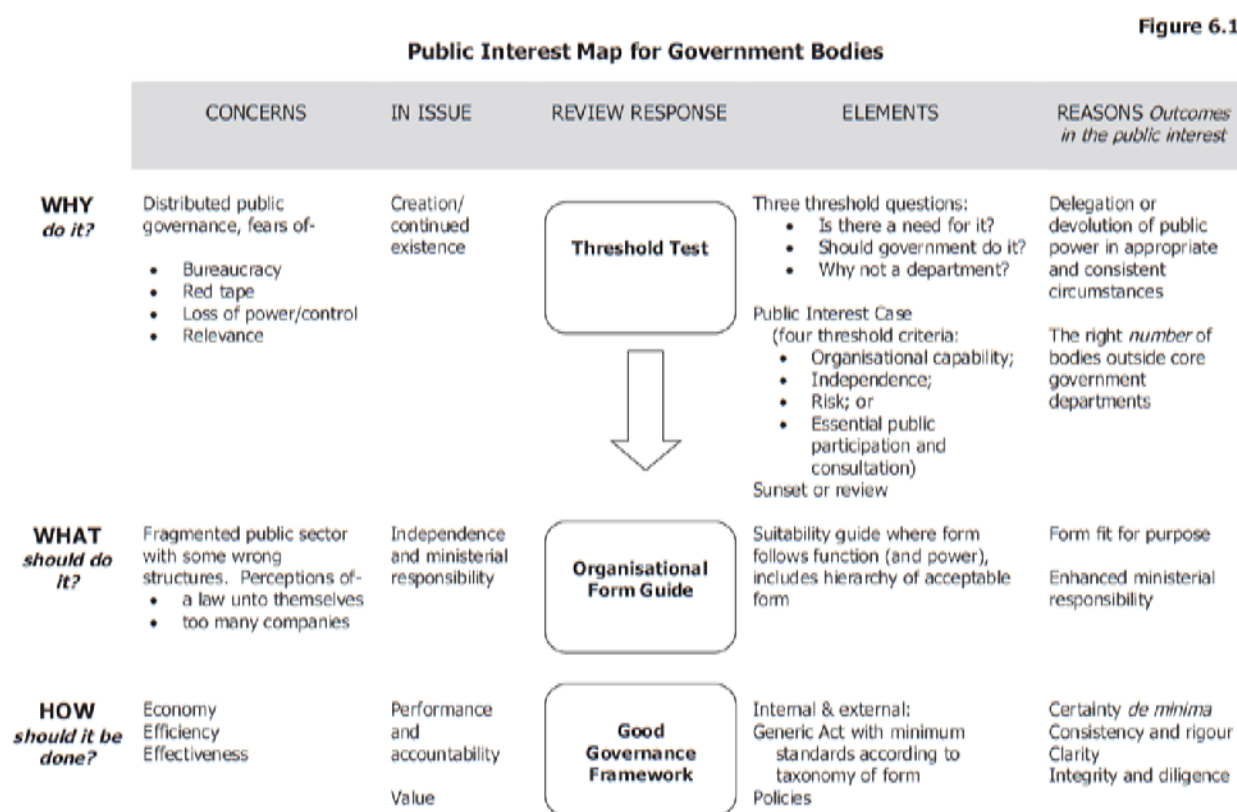 Figure 6.1
Public Interest Map for Government Bodies
CONCERNS
IN ISSUE
REVIEW RESPONSE
ELEMENTS
REASONS Outcomes
in the public interest
WHY
do it?
Distributed public
governance, fears of-
• Bureaucracy
• Red tape
• Loss of power/control
• Relevance
Creation/
continued
existence
Threshold Test
Three threshold questions:
• Is there a need for it?
• Should government do it?
• Why not a department?
Public Interest Case
(four threshold criteria:
• Organisational capability;
• Independence;
• Risk; or
• Essential public
participation and
consultation)
Sunset or review
Delegation or
devolution of public
power in appropriate
and consistent
circumstances
The right number of
bodies outside core
government
departments
WHAT
should do
it?
Fragmented public sector
with some wrong
structures. Perceptions of-
• a law unto themselves
• too many companies
Independence
and ministerial
responsibility
Organisational
Form Guide
Suitability guide where form
follows function (and power),
includes hierarchy of acceptable
form
Form fit for purpose
Enhanced ministerial
responsibility
HOW
should it be
done?
Economy
Efficiency
Effectiveness
Performance
and
accountability
Value
Good
Governance
Framework
Internal & external:
Generic Act with minimum
standards according to
taxonomy of form
Policies
Certainty de minima
Consistency and rigour
Clarity
Integrity and diligence